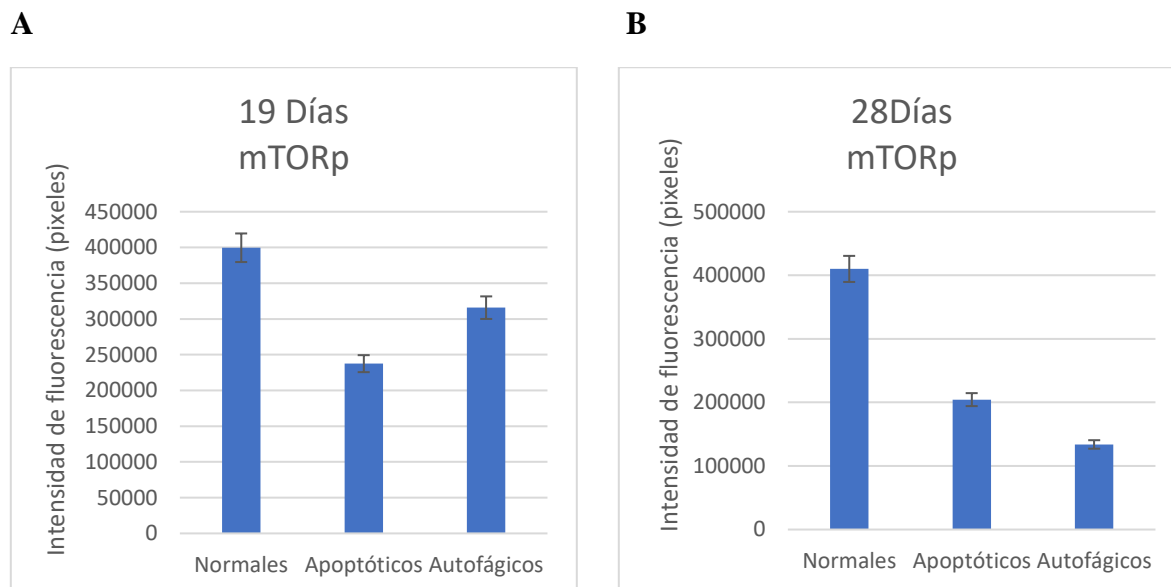 A
19 Días
mTORp
Intensidad de fluorescencia (pixeles)
450000
400000
350000
300000
250000
200000
150000
100000
50000
0
Normales Apoptóticos Autofágicos
B
28Días
mTORp
Intensidad de fluorescencia (pixeles)
500000
400000
300000
200000
100000
0
Normales Apoptóticos Autofágicos